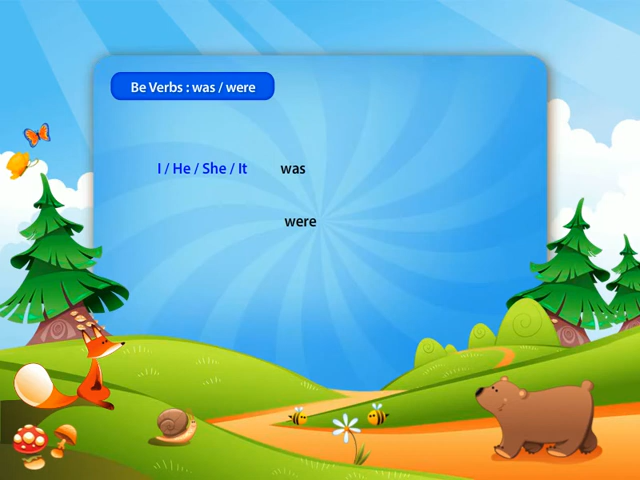 Be Verbs : was / were
I / He / She / It was
were